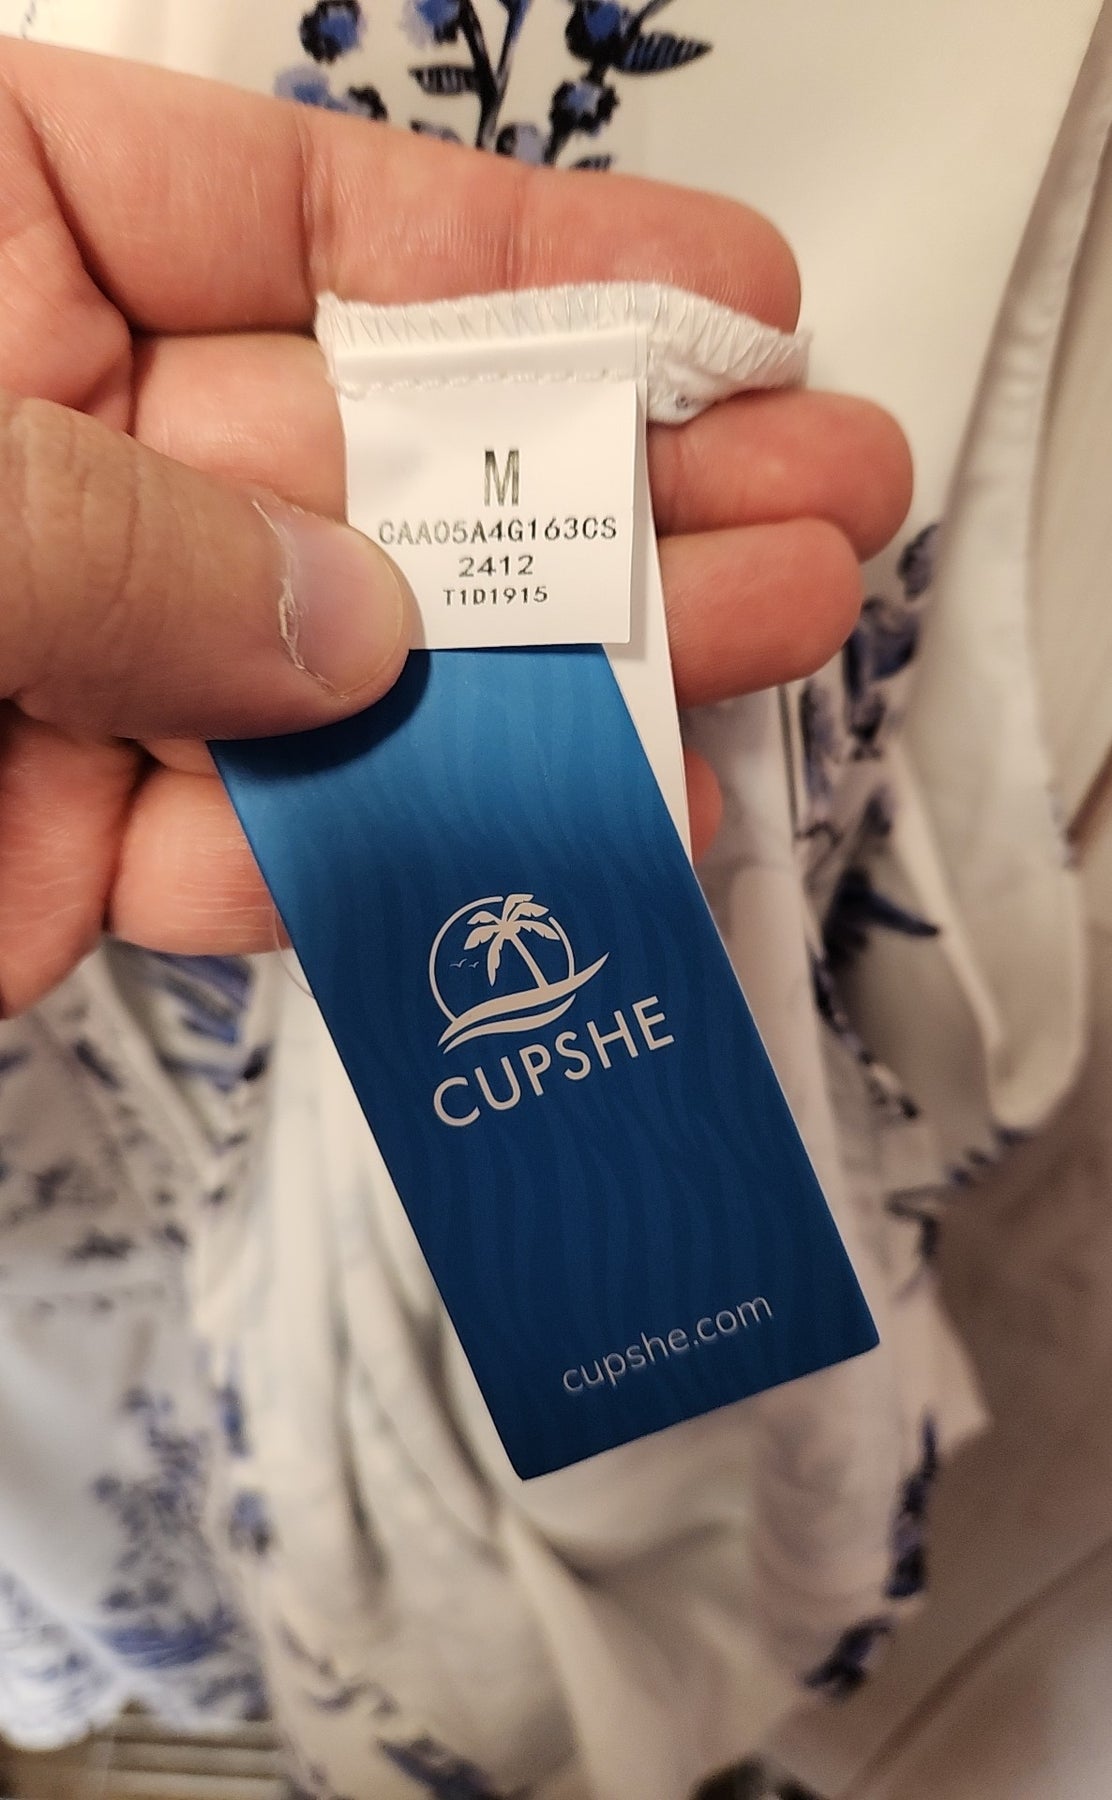 M
CAA05A4G163CS
2412
T1D1915
CUPSHE
cupshe.com